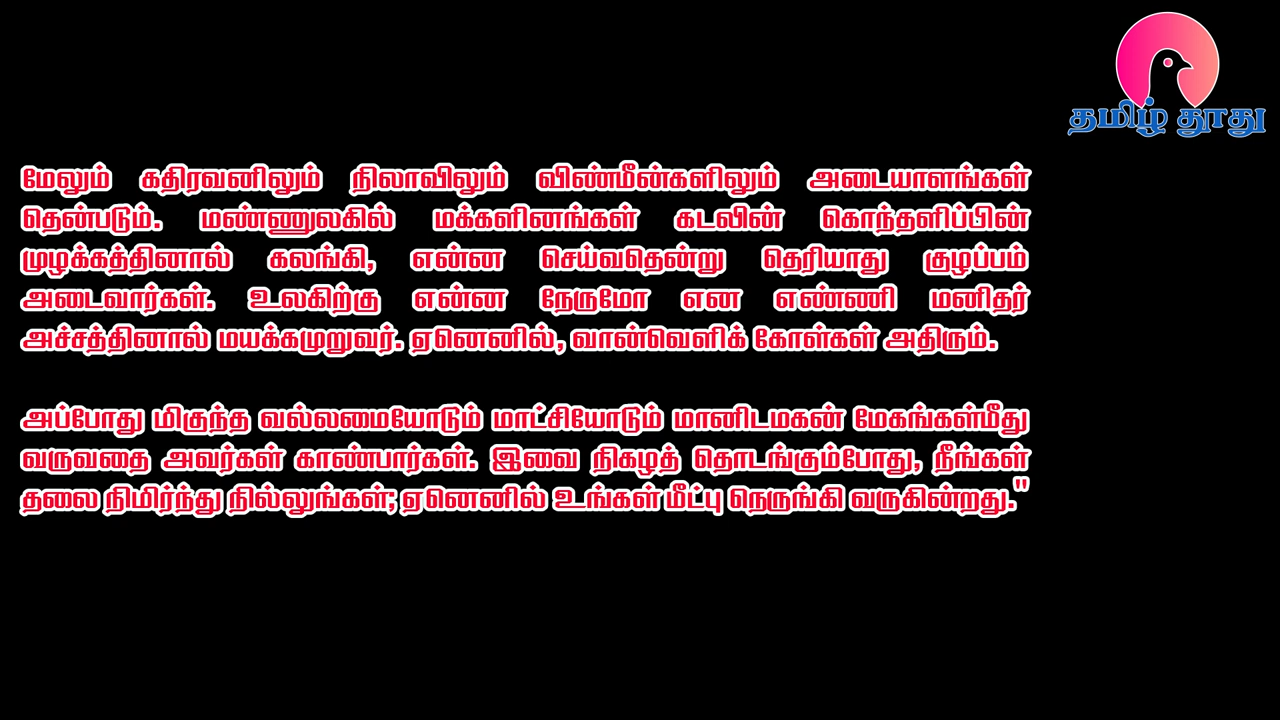 தமிழ் தூது
மேலும் கதிரவனிலும் நிலாவிலும் விண்மீன்களிலும் அடையாளங்கள்
தென்படும். மண்ணுலகில் மக்களினங்கள் கடலின் கொந்தளிப்பின்
முழக்கத்தினால் கலங்கி, என்ன செய்வதென்று தெரியாது குழப்பம்
அடைவார்கள். உலகிற்கு என்ன நேருமோ என எண்ணி மனிதர்
அச்சத்தினால் மயக்கமுறுவர். ஏனெனில், வான்வெளிக் கோள்கள் அதிரும்.
அப்போது மிகுந்த வல்லமையோடும் மாட்சியோடும் மானிடமகன் மேகங்கள்மீது
வருவதை அவர்கள் காண்பார்கள். இவை நிகழத் தொடங்கும்போது, நீங்கள்
தலை நிமிர்ந்து நில்லுங்கள்; ஏனெனில் உங்கள் மீட்பு நெருங்கி வருகின்றது."